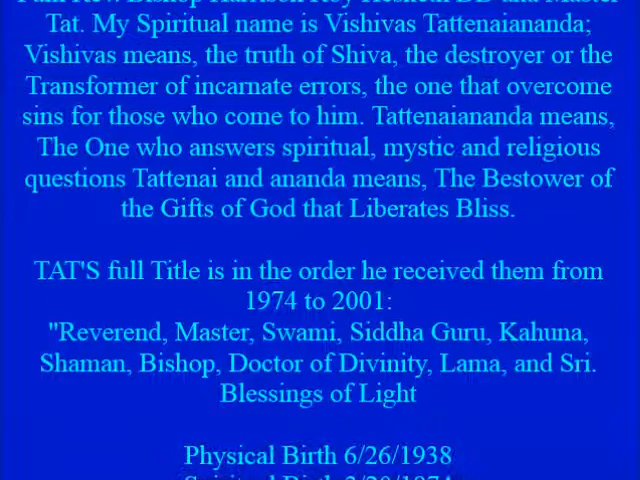 Tat. My Spiritual name is Vishivas Tattenaiananda;
Vishivas means, the truth of Shiva, the destroyer or the
Transformer of incarnate errors, the one that overcome
sins for those who come to him. Tattenaiananda means,
The One who answers spiritual, mystic and religious
questions Tattenai and ananda means, The Bestower of
the Gifts of God that Liberates Bliss.
TAT'S full Title is in the order he received them from
1974 to 2001:
"Reverend, Master, Swami, Siddha Guru, Kahuna,
Shaman, Bishop, Doctor of Divinity, Lama, and Sri.
Blessings of Light
Physical Birth 6/26/1938